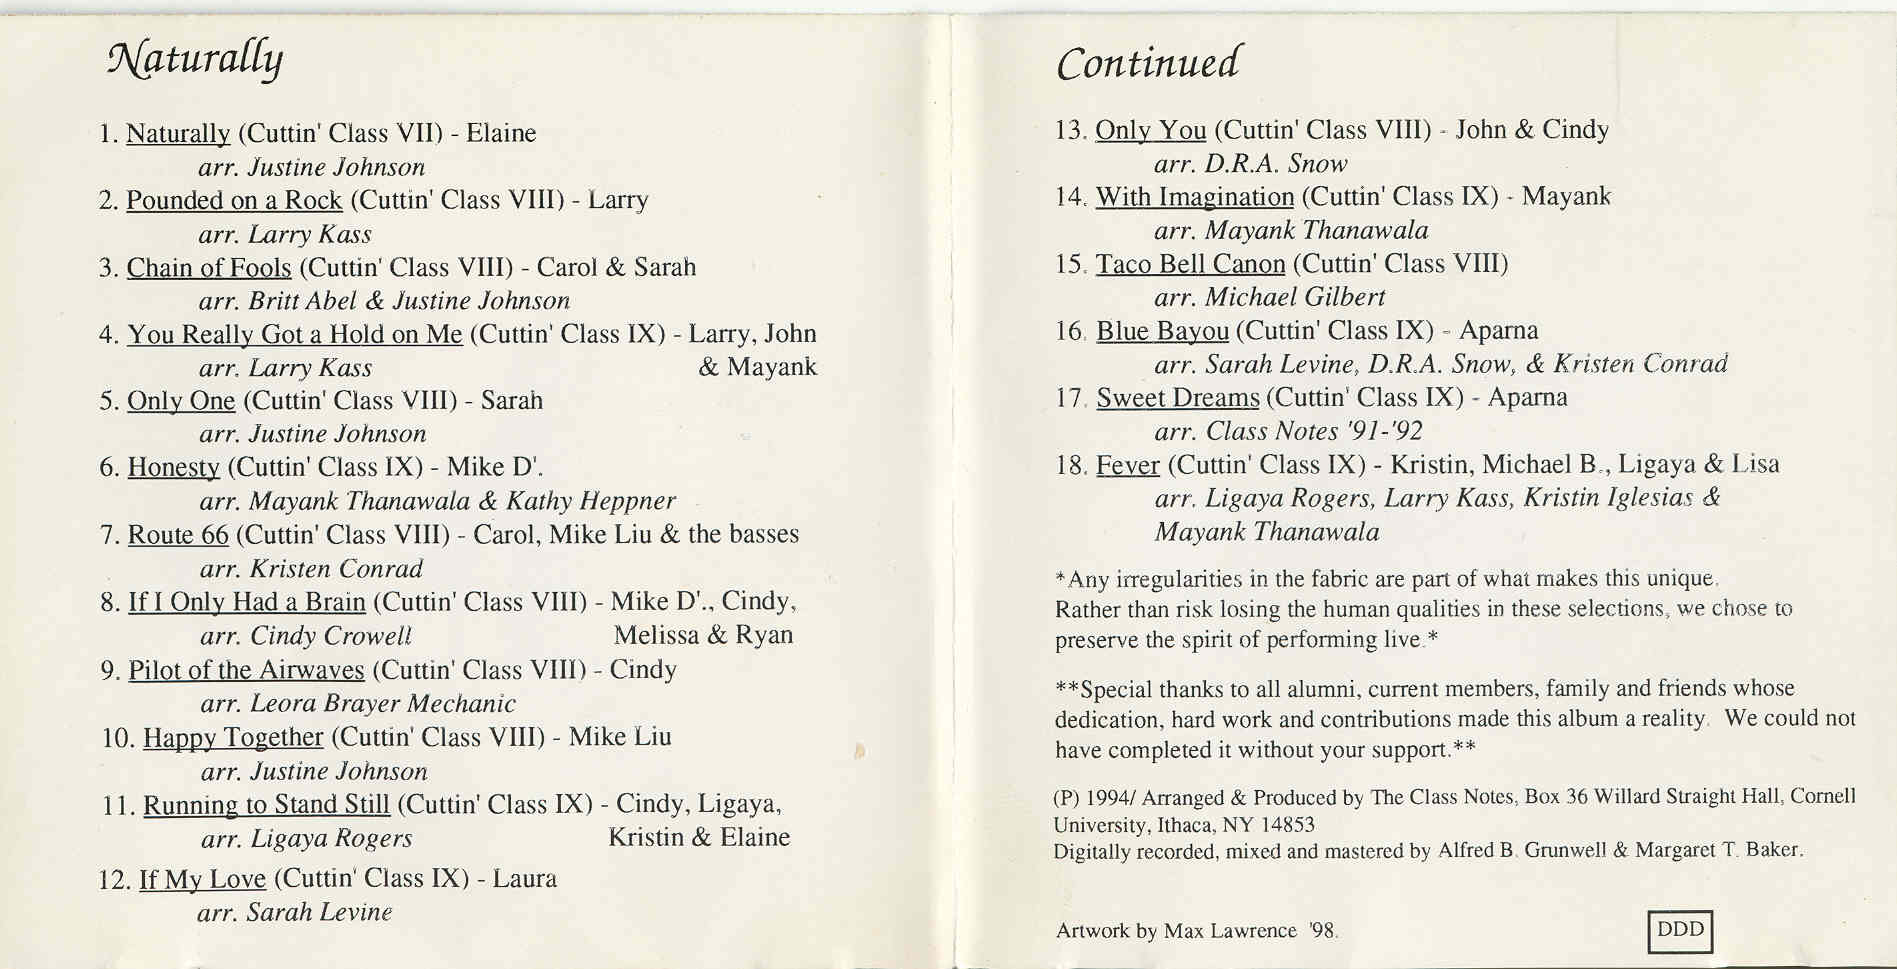 Naturally
1. Naturally (Cuttin' Class VII) - Elaine
arr. Justine Johnson
2. Pounded on a Rock (Cuttin' Class VIII) - Larry
arr. Larry Kass
3. Chain of Fools (Cuttin' Class VIII) - Carol & Sarah
arr. Britt Abel & Justine Johnson
4. You Really Got a Hold on Me (Cuttin' Class IX) - Larry, John
arr. Larry Kass & Mayank
5. Only One (Cuttin' Class VIII) - Sarah
arr. Justine Johnson
6. Honesty (Cuttin' Class IX) - Mike D'.
arr. Mayank Thanawala & Kathy Heppner
7. Route 66 (Cuttin' Class VIII) - Carol, Mike Liu & the basses
arr. Kristen Conrad
8. If I Only Had a Brain (Cuttin' Class VIII) - Mike D'., Cindy,
arr. Cindy Crowell Melissa & Ryan
9. Pilot of the Airwaves (Cuttin' Class VIII) - Cindy
arr. Leora Brayer Mechanic
10. Happy Together (Cuttin' Class VIII) - Mike Liu
arr. Justine Johnson
11. Running to Stand Still (Cuttin' Class IX) - Cindy, Ligaya,
arr. Ligaya Rogers Kristin & Elaine
12. If My Love (Cuttin' Class IX) - Laura
arr. Sarah Levine
Continued
13. Only You (Cuttin' Class VIII) - John & Cindy
arr. D.R.A. Snow
14. With Imagination (Cuttin' Class IX) - Mayank
arr. Mayank Thanawala
15. Taco Bell Canon (Cuttin' Class VIII)
arr. Michael Gilbert
16. Blue Bayou (Cuttin' Class IX) - Aparna
arr. Sarah Levine, D.R.A. Snow, & Kristen Conrad
17. Sweet Dreams (Cuttin' Class IX) - Aparna
arr. Class Notes '91-'92
18. Fever (Cuttin' Class IX) - Kristin, Michael B., Ligaya & Lisa
arr. Ligaya Rogers, Larry Kass, Kristin Iglesias &
Mayank Thanawala
*Any irregularities in the fabric are part of what makes this unique.
Rather than risk losing the human qualities in these selections, we chose to
preserve the spirit of performing live.*
**Special thanks to all alumni, current members, family and friends whose
dedication, hard work and contributions made this album a reality. We could not
have completed it without your support.**
(P) 1994/ Arranged & Produced by The Class Notes, Box 36 Willard Straight Hall, Cornell
University, Ithaca, NY 14853
Digitally recorded, mixed and mastered by Alfred B. Grunwell & Margaret T. Baker.
Artwork by Max Lawrence '98.
DDD